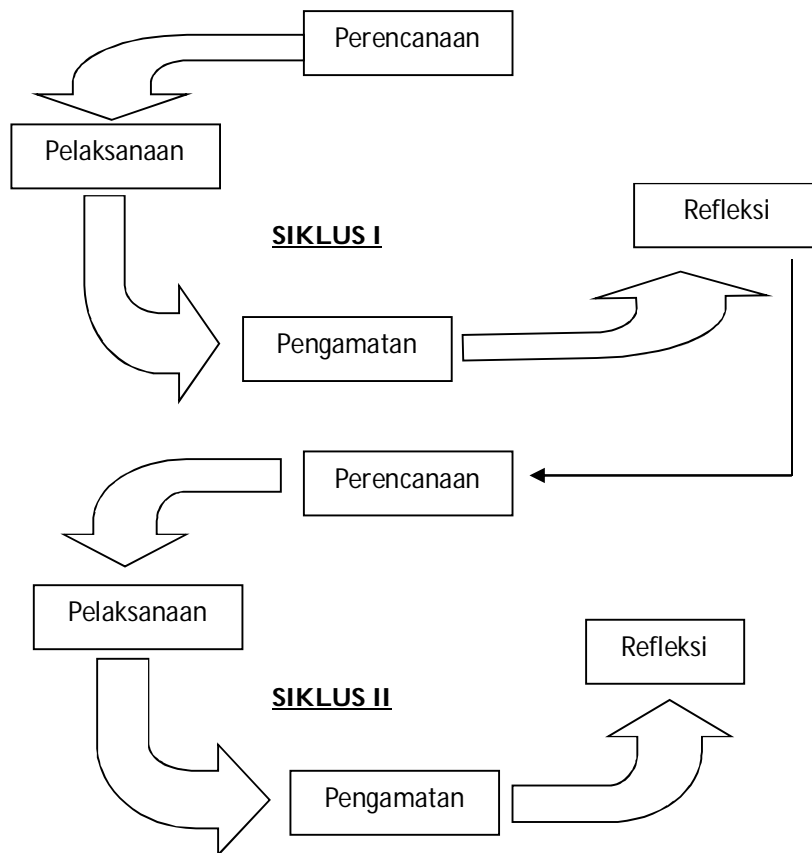 Perencanaan
Pelaksanaan
Refleksi
SIKLUS I
Pengamatan
Perencanaan
Pelaksanaan
Refleksi
SIKLUS II
Pengamatan